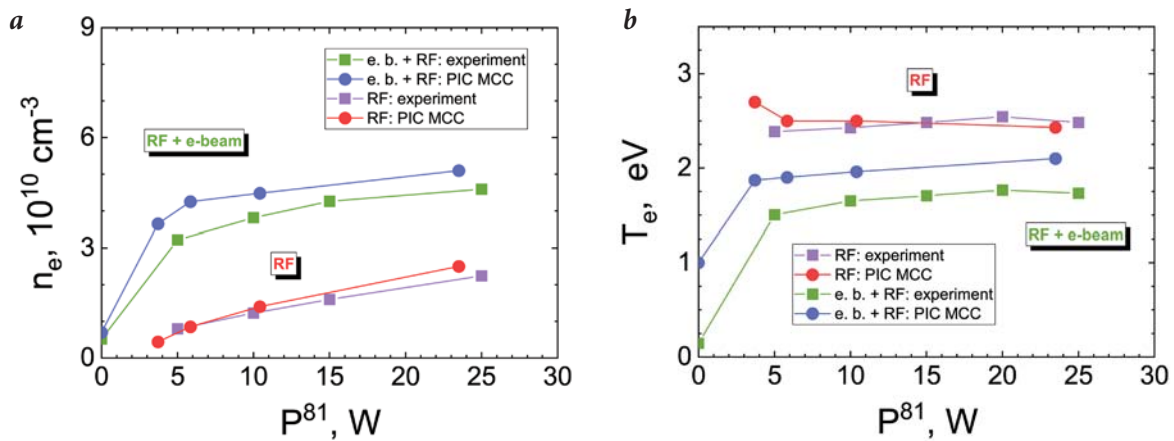 a
9
6
3
0
n_e, 10^10 cm^-3
e. b. + RF: experiment
e. b. + RF: PIC MCC
RF: experiment
RF: PIC MCC
RF + e-beam
RF
0 5 10 15 20 25 30
P^81, W
b
3
2
1
0
T_e, eV
RF
RF + e-beam
RF: experiment
RF: PIC MCC
e. b. + RF: experiment
e. b. + RF: PIC MCC
0 5 10 15 20 25 30
P^81, W